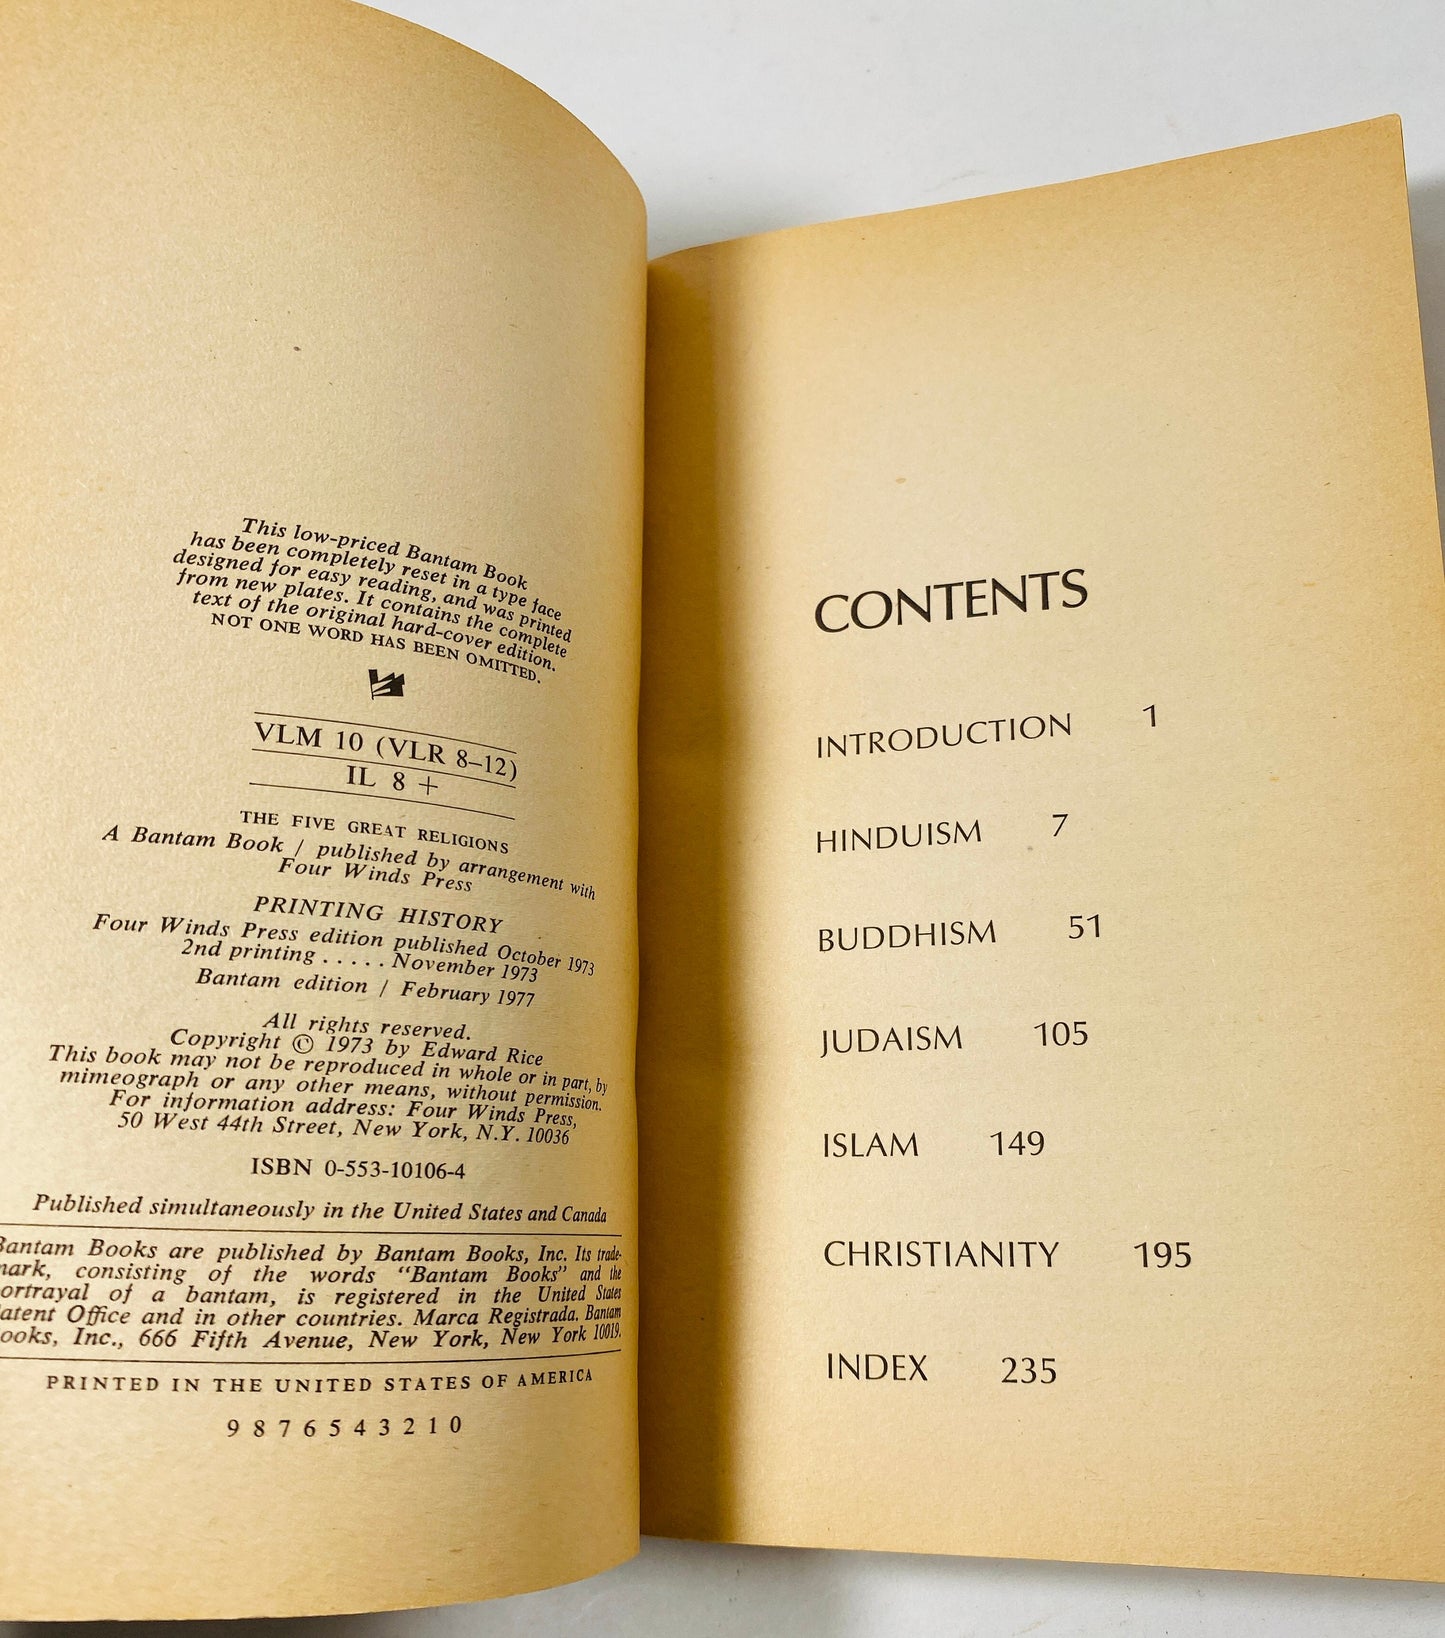 This low-priced Bantam Book
has been completely reset in a type face
designed for easy reading, and was printed
from new plates. It contains the complete
text of the original hard-cover edition.
NOT ONE WORD HAS BEEN OMITTED.
VLM 10 (VLR 8–12)
IL 8 +
THE FIVE GREAT RELIGIONS
A Bantam Book / published by arrangement with
Four Winds Press
PRINTING HISTORY
Four Winds Press edition published October 1973
2nd printing . . . . . November 1973
Bantam edition / February 1977
All rights reserved.
Copyright © 1973 by Edward Rice
This book may not be reproduced in whole or in part, by
mimeograph or any other means, without permission.
For information address: Four Winds Press,
50 West 44th Street, New York, N.Y. 10036
ISBN 0-553-10106-4
Published simultaneously in the United States and Canada
Bantam Books are published by Bantam Books, Inc. Its trade-
mark, consisting of the words "Bantam Books" and the
portrayal of a bantam, is registered in the United States
Patent Office and in other countries. Marca Registrada. Bantam
Books, Inc., 666 Fifth Avenue, New York, New York 10019.
PRINTED IN THE UNITED STATES OF AMERICA
9 8 7 6 5 4 3 2 1 0
CONTENTS
INTRODUCTION 1
HINDUISM 7
BUDDHISM 51
JUDAISM 105
ISLAM 149
CHRISTIANITY 195
INDEX 235